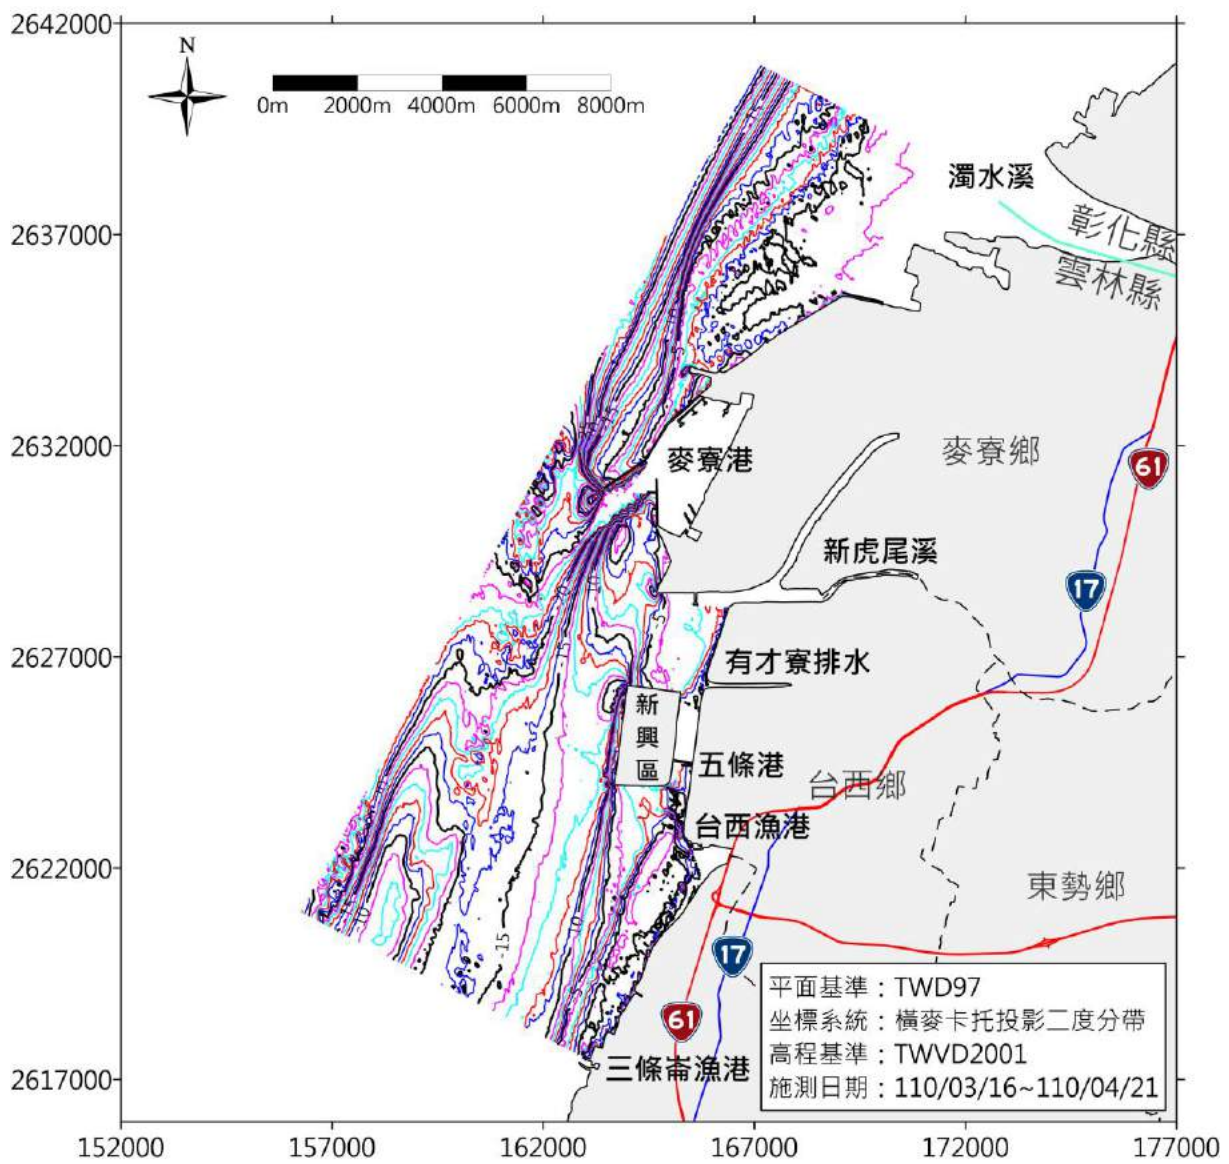 2642000
N
0m 2000m 4000m 6000m 8000m
濁水溪
2637000
彰化縣
雲林縣
2632000
麥寮港
麥寮鄉
61
新虎尾溪
17
15
10
5
2627000
有才寮排水
新興區
五條港
台西鄉
台西漁港
2622000
東勢鄉
10
15
10
17
平面基準：TWD97
坐標系統：橫麥卡托投影二度分帶
61
高程基準：TWVD2001
三條崙漁港
施測日期：110/03/16~110/04/21
2617000
152000 157000 162000 167000 172000 177000